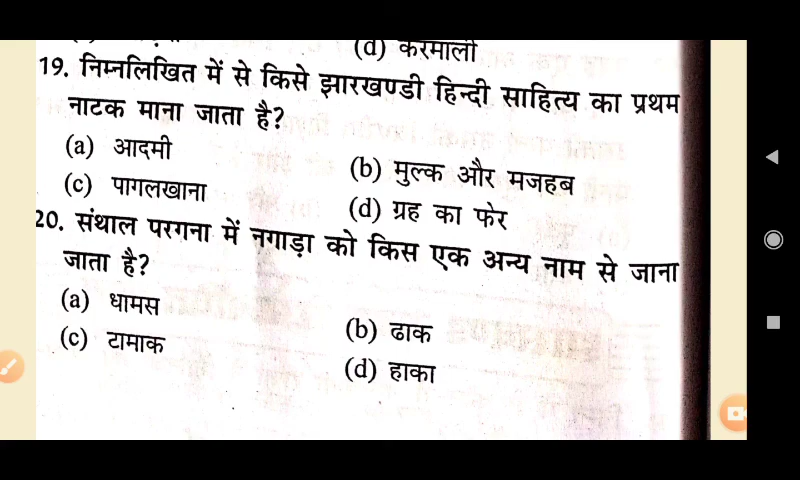 (d) करमाली
19. निम्नलिखित में से किसे झारखण्डी हिन्दी साहित्य का प्रथम
नाटक माना जाता है?
(a) आदमी
(b) मुल्क और मजहब
(c) पागलखाना
(d) ग्रह का फेर
20. संथाल परगना में नगाड़ा को किस एक अन्य नाम से जाना
जाता है?
(a) धामस
(b) ढाक
(c) टामाक
(d) हाका